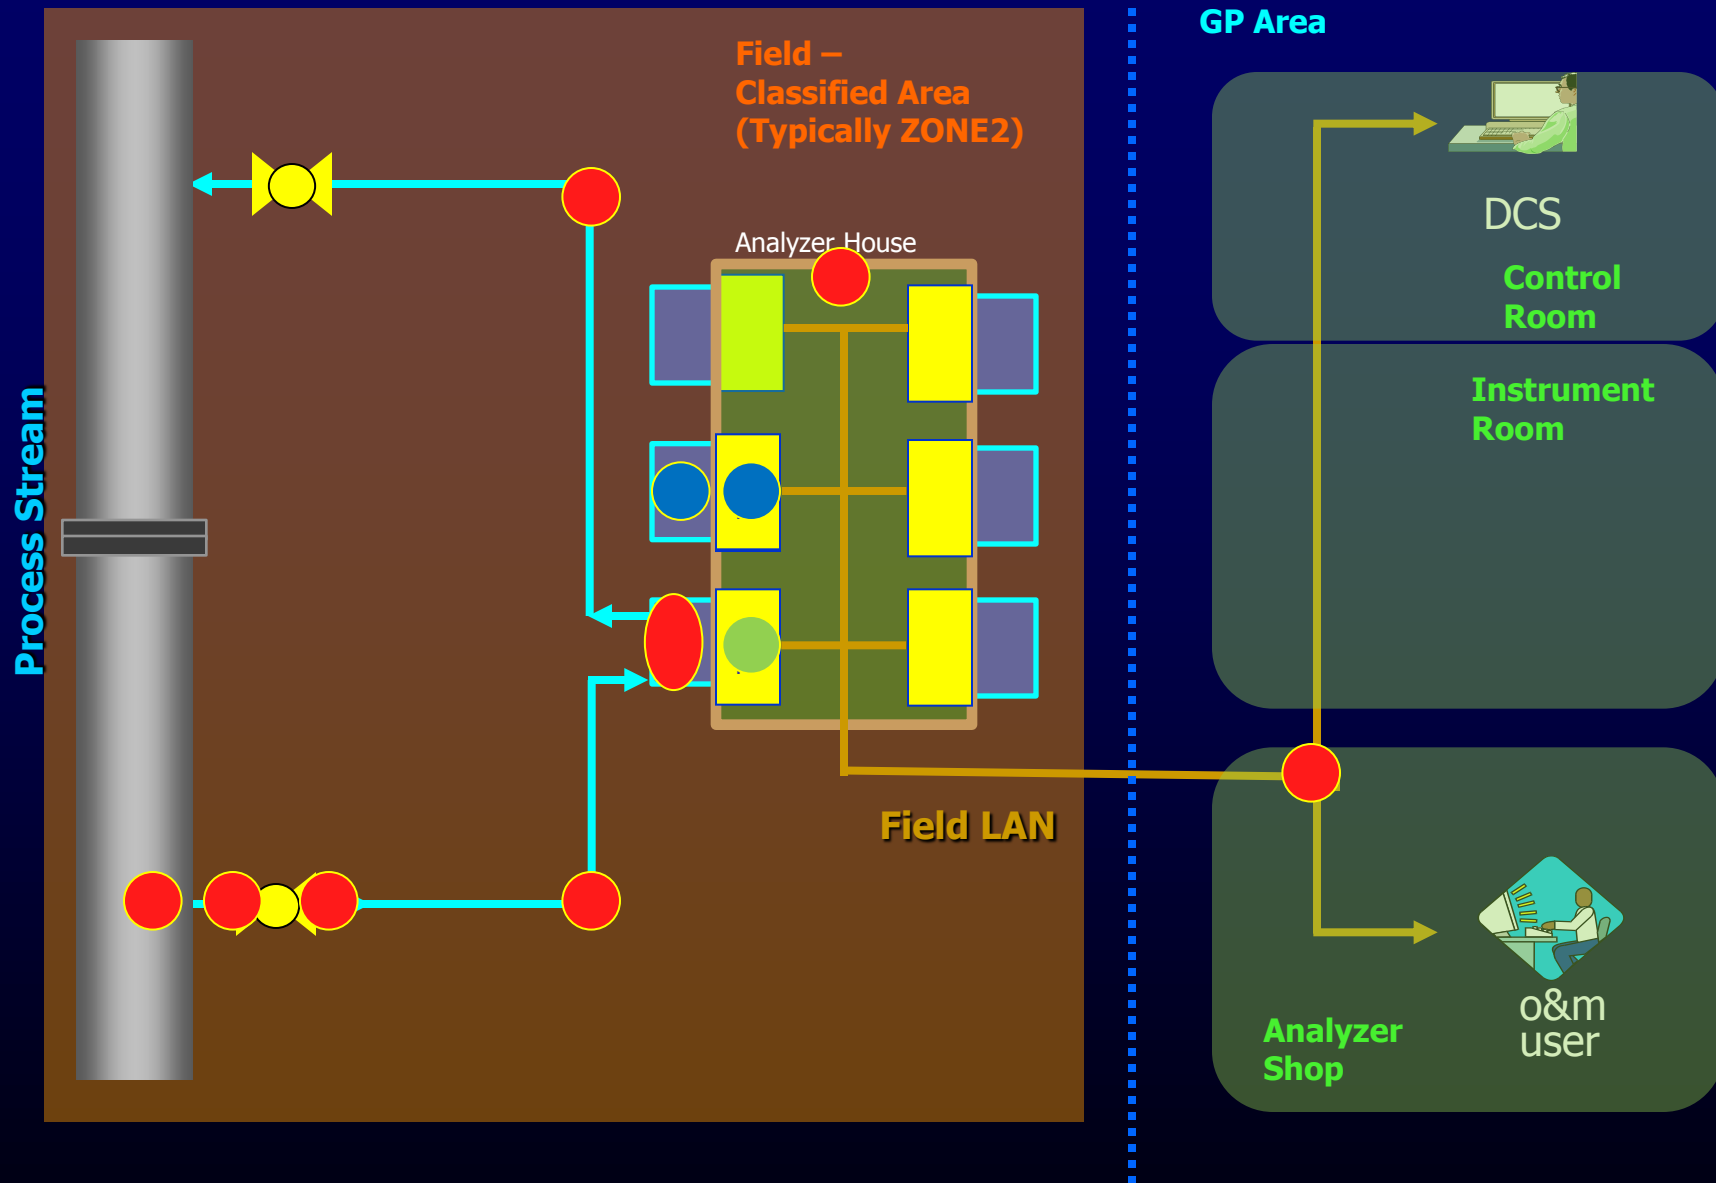 GP Area
Field –
Classified Area
(Typically ZONE2)
Analyzer House
DCS
Control
Room
Instrument
Room
Process Stream
Field LAN
o&m
user
Analyzer
Shop